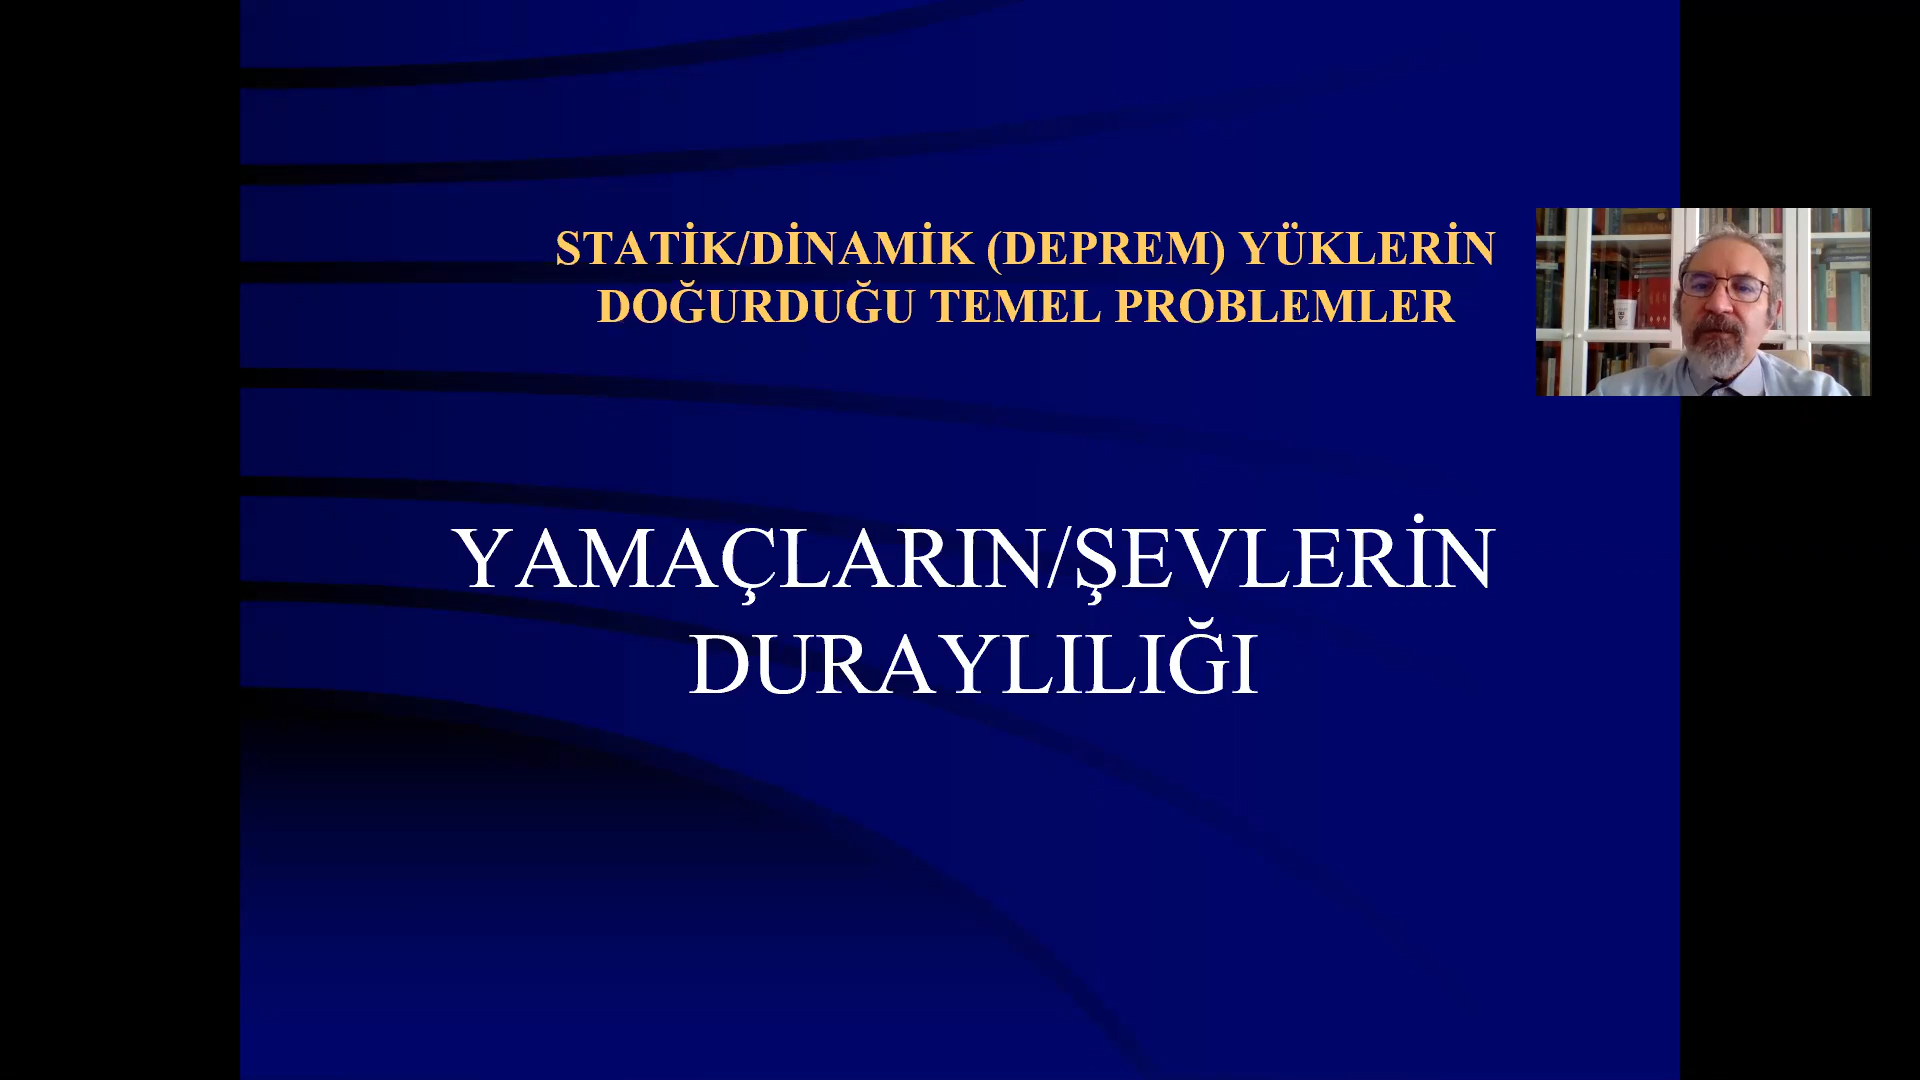 STATİK/DİNAMİK (DEPREM) YÜKLERİN
DOĞURDUĞU TEMEL PROBLEMLER
YAMAÇLARIN/ŞEVLERİN
DURAYLILIĞI